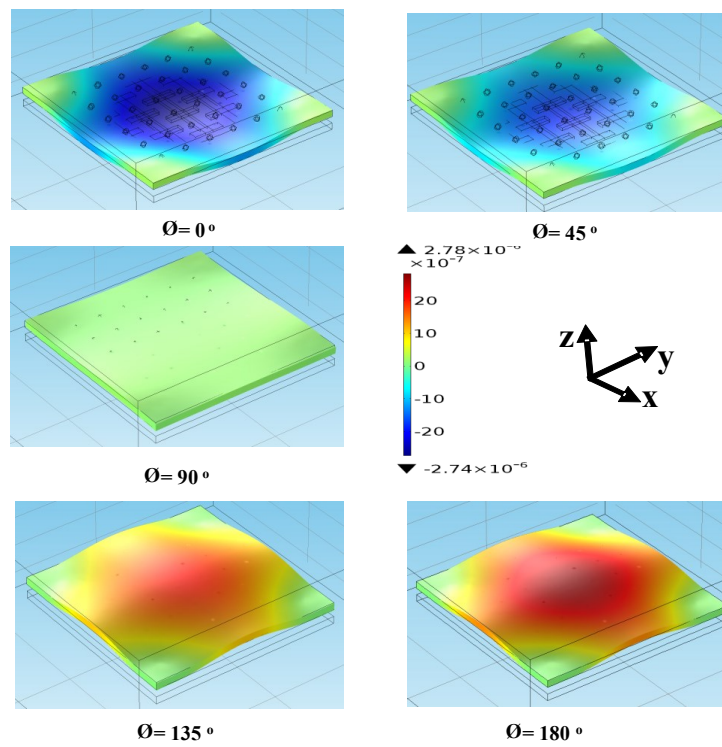 Ø= 0 °
Ø= 45 °
▲ 2.78×10⁻⁶
×10⁻⁷
20
10
0
-10
-20
▼ -2.74×10⁻⁶
z
y
x
Ø= 90 °
Ø= 135 °
Ø= 180 °